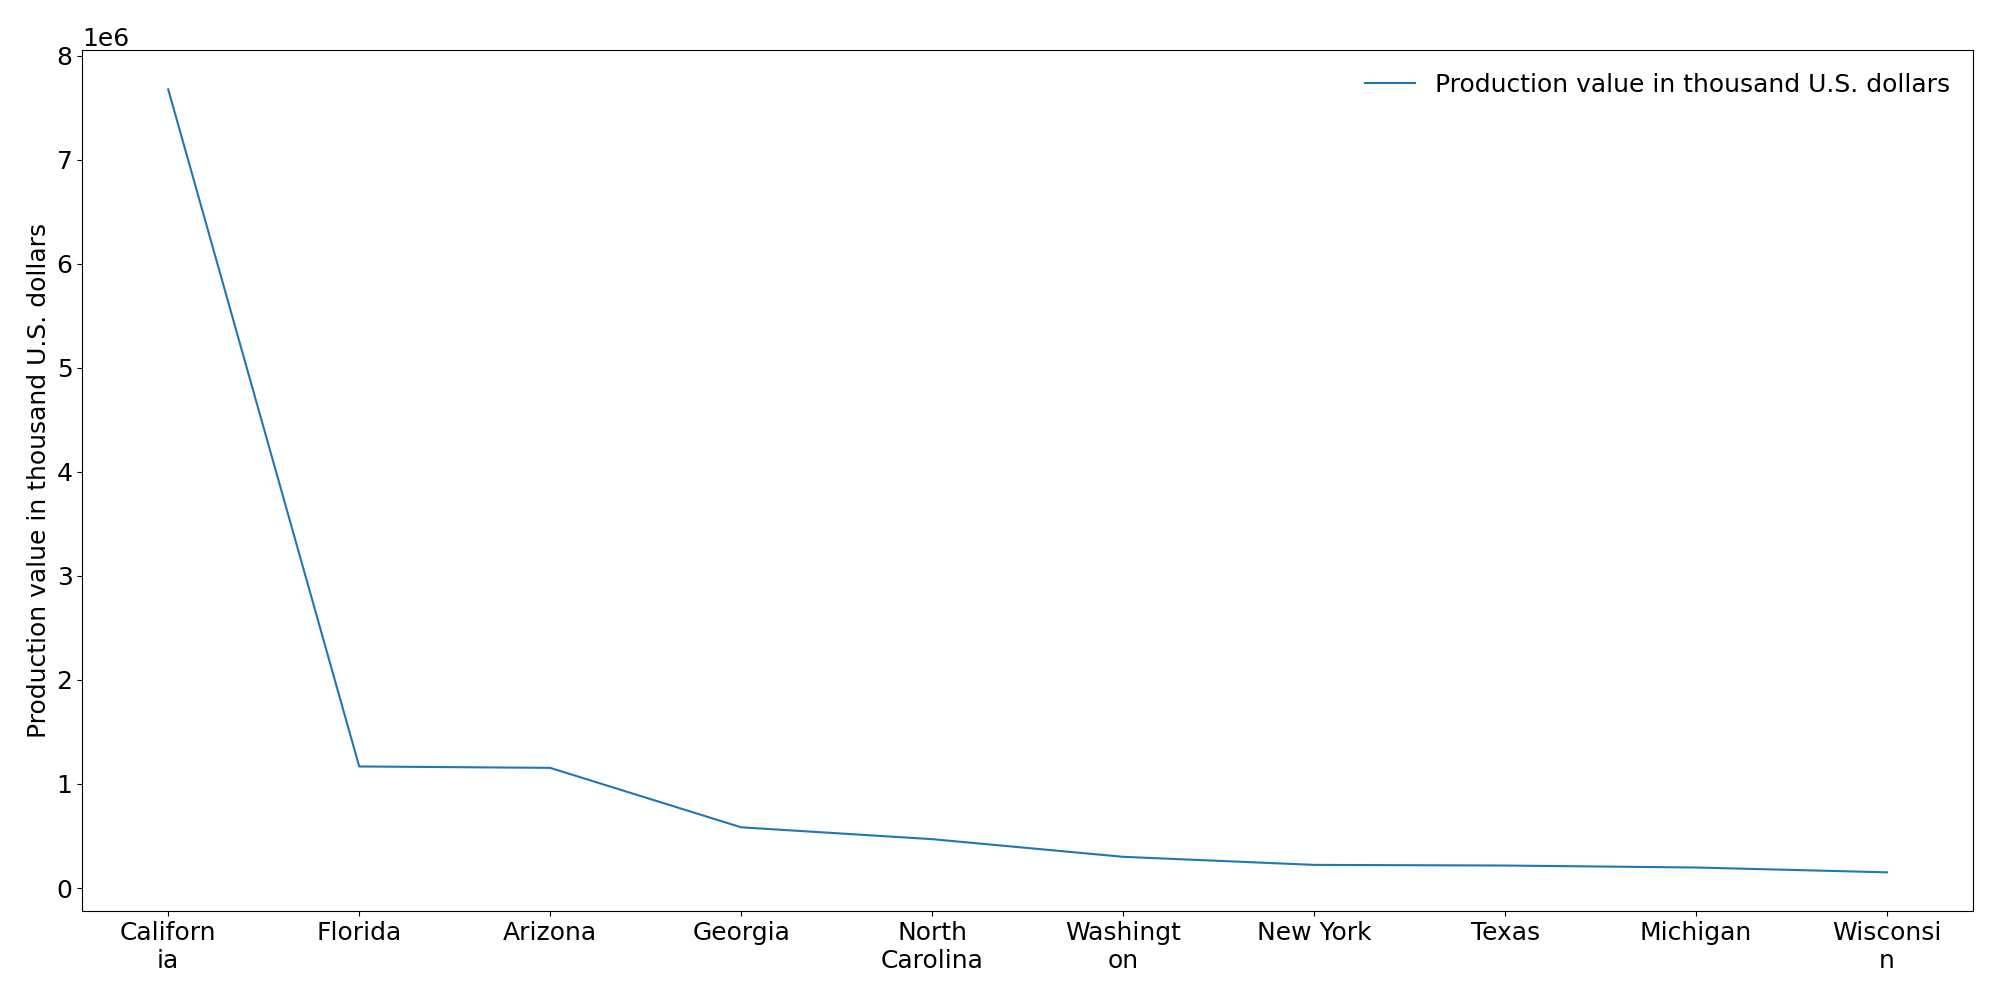 1e6
8
7
6
5
4
3
2
1
0
Production value in thousand U.S. dollars
Production value in thousand U.S. dollars
Californ
ia
Florida
Arizona
Georgia
North
Carolina
Washingt
on
New York
Texas
Michigan
Wisconsi
n